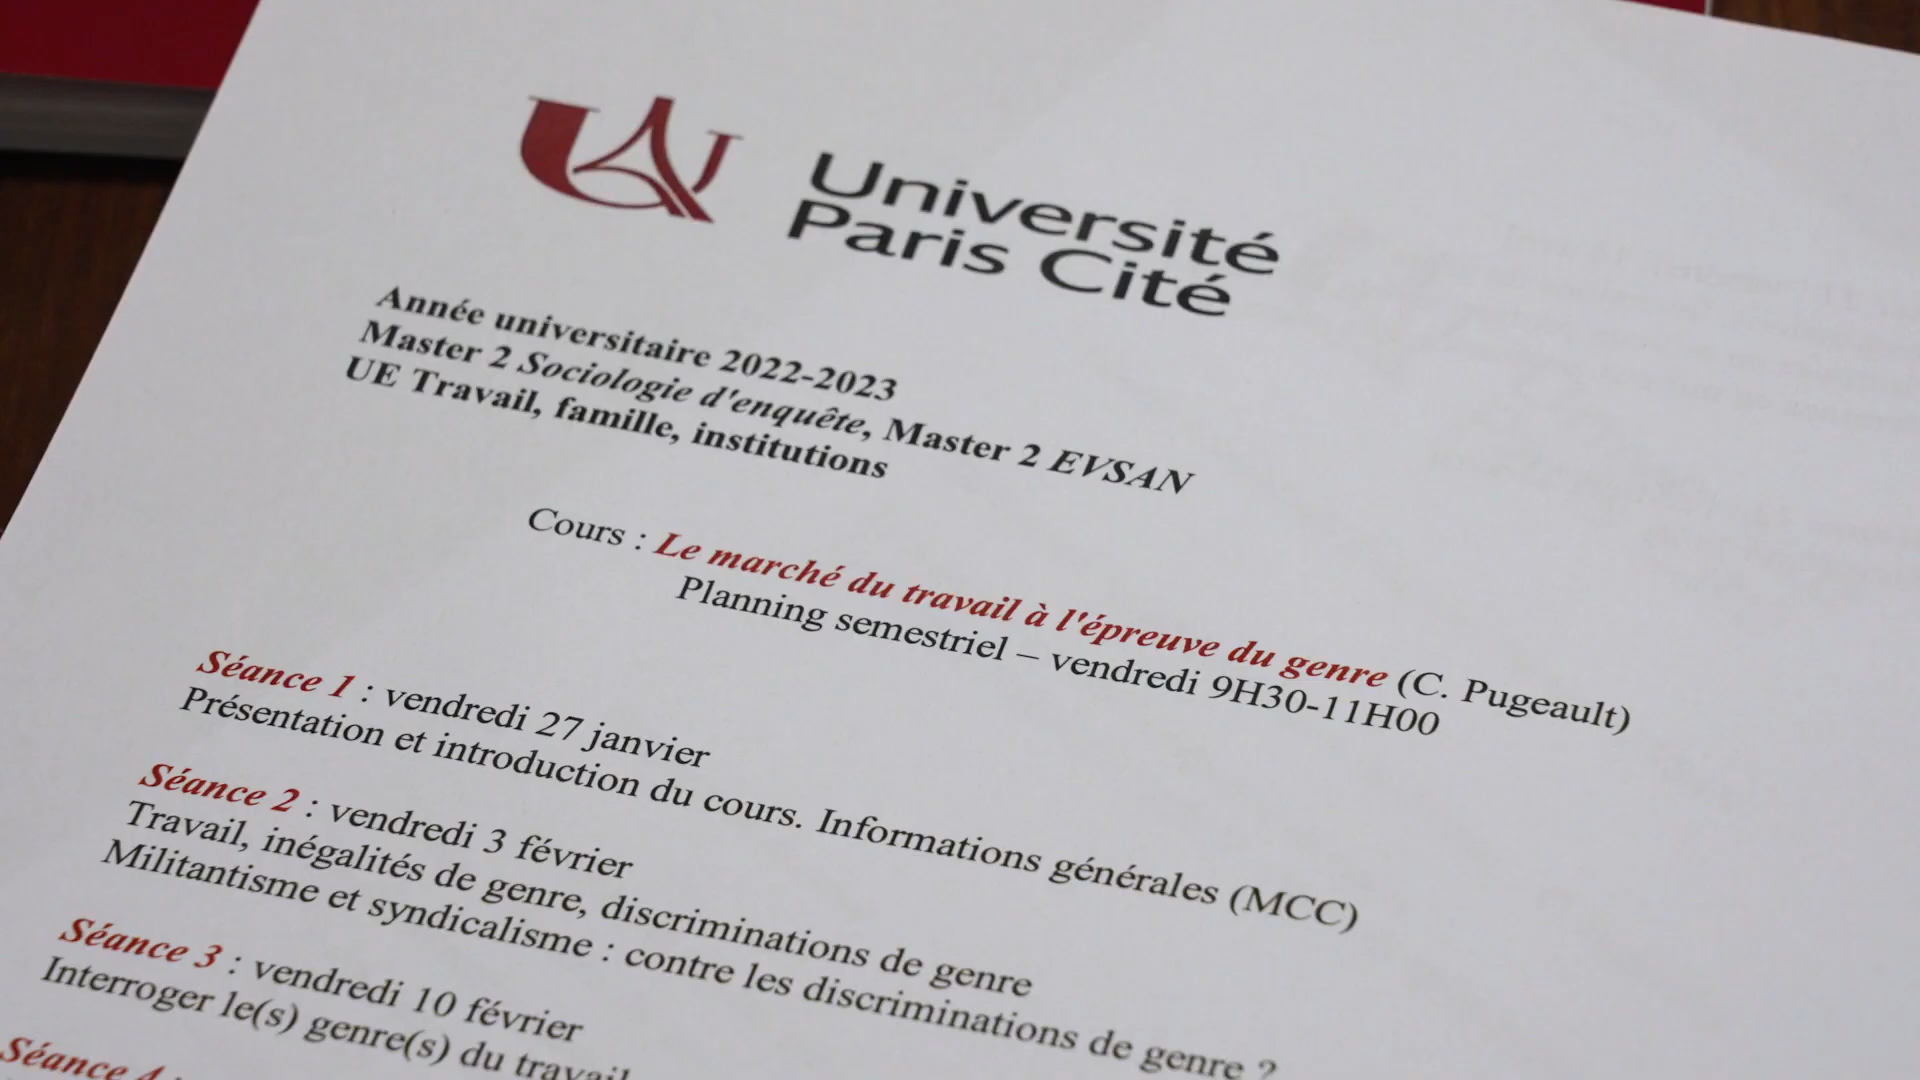 Université
Paris Cité
Année universitaire 2022-2023
Master 2 Sociologie d'enquête, Master 2 EVSAN
UE Travail, famille, institutions
Cours : Le marché du travail à l'épreuve du genre (C. Pugeault)
Planning semestriel – vendredi 9H30-11H00
Séance 1 : vendredi 27 janvier
Présentation et introduction du cours. Informations générales (MCC)
Séance 2 : vendredi 3 février
Travail, inégalités de genre, discriminations de genre
Militantisme et syndicalisme : contre les discriminations de genre ?
Séance 3 : vendredi 10 février
Interroger le(s) genre(s) du travail
Séance 4 :